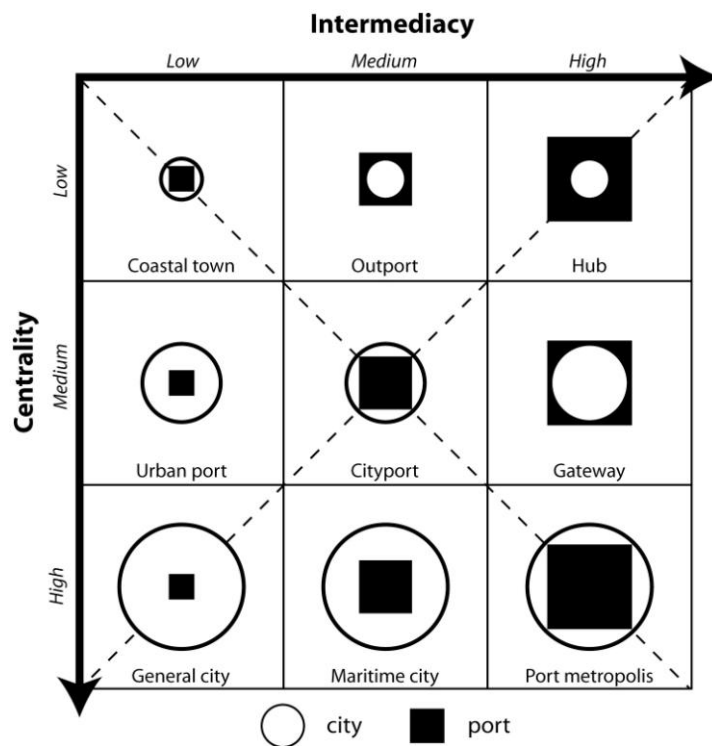 Intermediacy
Low Medium High
Centrality
Low
Coastal town Outport Hub
Medium
Urban port Cityport Gateway
High
General city Maritime city Port metropolis
city port